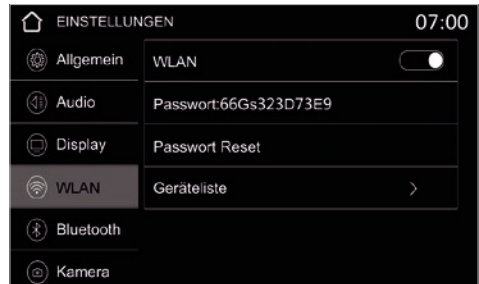 EINSTELLUNGEN 07:00
Allgemein
Audio
Display
WLAN
Bluetooth
Kamera
WLAN
Passwort:66Gs323D73E9
Passwort Reset
Geräteliste